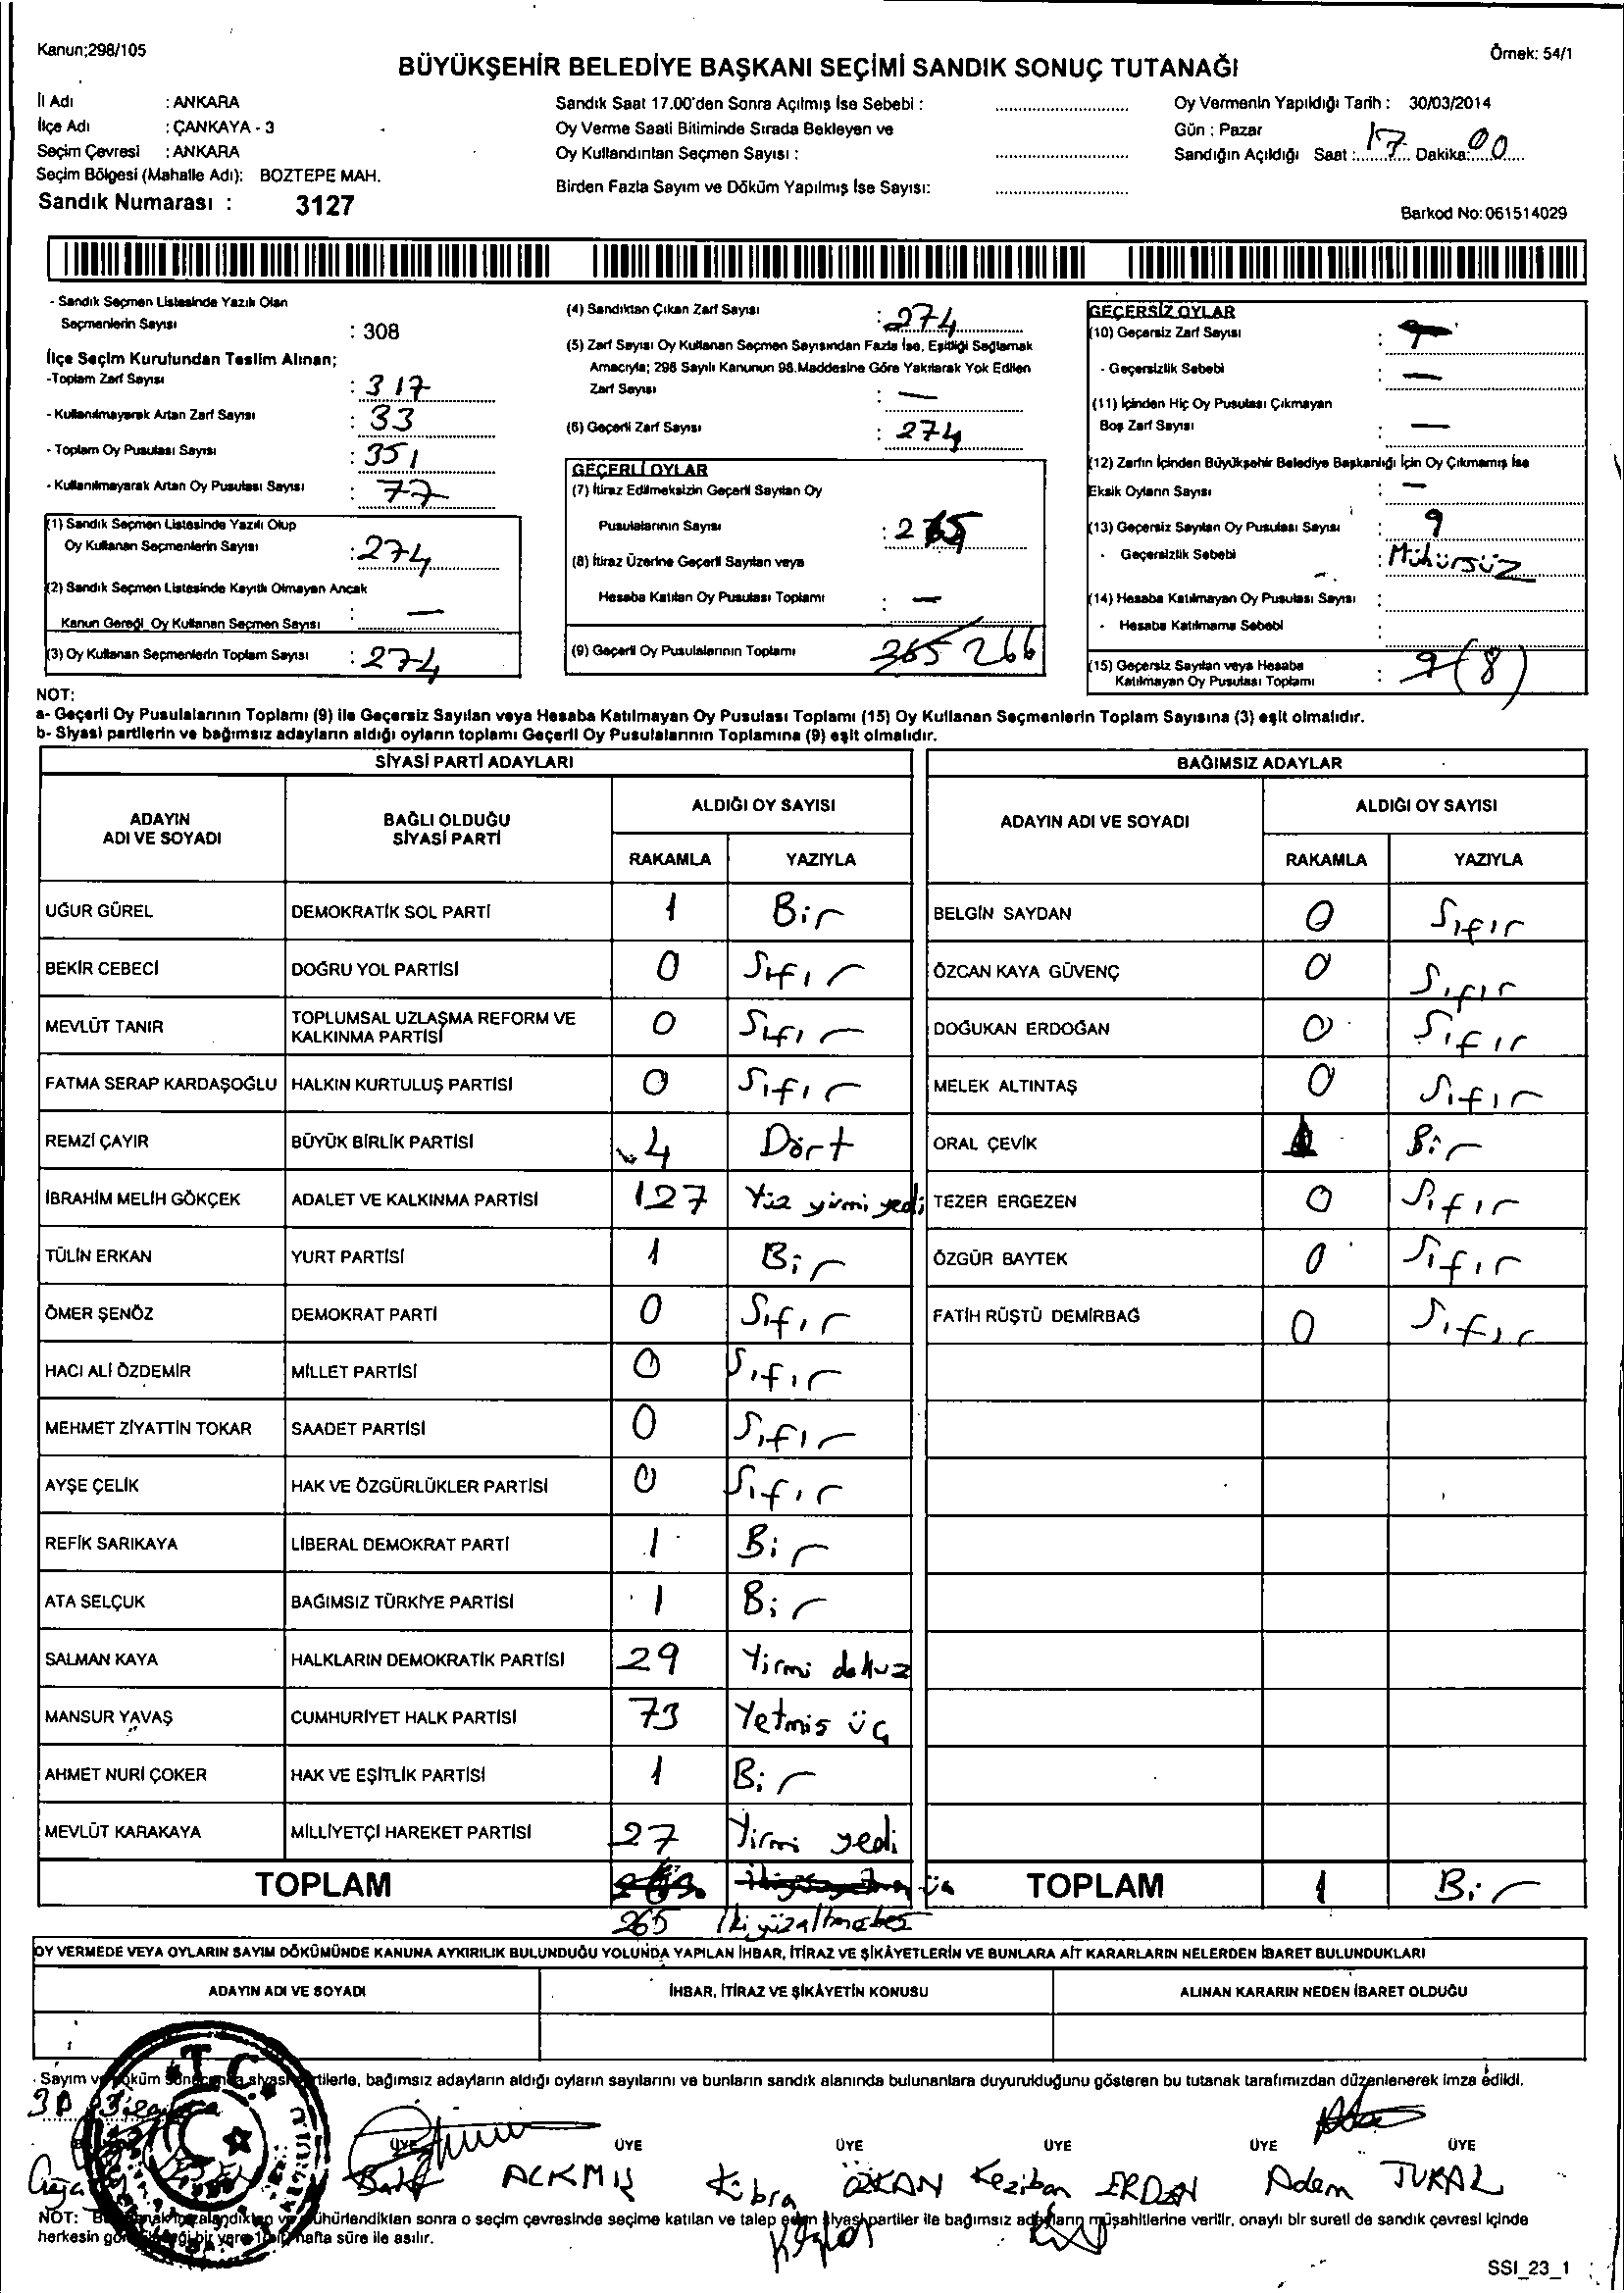 Kanun;298/105
Örnek: 54/1
BÜYÜKŞEHİR BELEDİYE BAŞKANI SEÇİMİ SANDIK SONUÇ TUTANAĞI
İl Adı : ANKARA
İlçe Adı : ÇANKAYA - 3
Seçim Çevresi : ANKARA
Seçim Bölgesi (Mahalle Adı): BOZTEPE MAH.
Sandık Numarası : 3127
Sandık Saat 17.00'den Sonra Açılmış İse Sebebi :
Oy Verme Saati Bitiminde Sırada Bekleyen ve
Oy Kullandırılan Seçmen Sayısı :
Birden Fazla Sayım ve Döküm Yapılmış İse Sayısı:
Oy Vermenin Yapıldığı Tarih : 30/03/2014
Gün : Pazar
Sandığın Açıldığı Saat : 17 Dakika: 00
Barkod No: 061514029
- Sandık Seçmen Listesinde Yazılı Olan
Seçmenlerin Sayısı : 308
İlçe Seçim Kurulundan Teslim Alınan;
-Toplam Zarf Sayısı : 317
- Kullanılmayarak Artan Zarf Sayısı : 33
- Toplam Oy Pusulası Sayısı : 351
- Kullanılmayarak Artan Oy Pusulası Sayısı : 77
(1) Sandık Seçmen Listesinde Yazılı Olup
Oy Kullanan Seçmenlerin Sayısı : 274
(2) Sandık Seçmen Listesinde Kayıtlı Olmayan Ancak
Kanun Gereği Oy Kullanan Seçmen Sayısı : —
(3) Oy Kullanan Seçmenlerin Toplam Sayısı : 274
(4) Sandıktan Çıkan Zarf Sayısı : 274
(5) Zarf Sayısı Oy Kullanan Seçmen Sayısından Fazla İse, Eşitliği Sağlamak
Amacıyla; 298 Sayılı Kanunun 98.Maddesine Göre Yakılarak Yok Edilen
Zarf Sayısı : —
(6) Geçerli Zarf Sayısı : 274
GEÇERLİ OYLAR
(7) İtiraz Edilmeksizin Geçerli Sayılan Oy
Pusulalarının Sayısı : 265
(8) İtiraz Üzerine Geçerli Sayılan veya
Hesaba Katılan Oy Pusulası Toplamı : —
(9) Geçerli Oy Pusulalarının Toplamı 365 266
GEÇERSİZ OYLAR
(10) Geçersiz Zarf Sayısı :
- Geçersizlik Sebebi : —
(11) İçinden Hiç Oy Pusulası Çıkmayan
Boş Zarf Sayısı : —
(12) Zarfın İçinden Büyükşehir Belediye Başkanlığı İçin Oy Çıkmamış İse
Eksik Oyların Sayısı : —
(13) Geçersiz Sayılan Oy Pusulası Sayısı : 9
- Geçersizlik Sebebi : Mühürsüz
(14) Hesaba Katılmayan Oy Pusulası Sayısı :
- Hesaba Katılmama Sebebi :
(15) Geçersiz Sayılan veya Hesaba
Katılmayan Oy Pusulası Toplamı : 9 (8)
NOT:
a- Geçerli Oy Pusulalarının Toplamı (9) ile Geçersiz Sayılan veya Hesaba Katılmayan Oy Pusulası Toplamı (15) Oy Kullanan Seçmenlerin Toplam Sayısına (3) eşit olmalıdır.
b- Siyasi partilerin ve bağımsız adayların aldığı oyların toplamı Geçerli Oy Pusulalarının Toplamına (9) eşit olmalıdır.
SİYASİ PARTİ ADAYLARI
ADAYIN ADI VE SOYADI
BAĞLI OLDUĞU SİYASİ PARTİ
ALDIĞI OY SAYISI
RAKAMLA YAZIYLA
UĞUR GÜREL DEMOKRATİK SOL PARTİ 1 Bir
BEKİR CEBECİ DOĞRU YOL PARTİSİ 0 Sıfır
MEVLÜT TANIR TOPLUMSAL UZLAŞMA REFORM VE KALKINMA PARTİSİ 0 Sıfır
FATMA SERAP KARDAŞOĞLU HALKIN KURTULUŞ PARTİSİ 0 Sıfır
REMZİ ÇAYIR BÜYÜK BİRLİK PARTİSİ 4 Dört
İBRAHİM MELİH GÖKÇEK ADALET VE KALKINMA PARTİSİ 127 Yüz yirmi yedi
TÜLİN ERKAN YURT PARTİSİ 1 Bir
ÖMER ŞENÖZ DEMOKRAT PARTİ 0 Sıfır
HACI ALİ ÖZDEMİR MİLLET PARTİSİ 0 Sıfır
MEHMET ZİYATTİN TOKAR SAADET PARTİSİ 0 Sıfır
AYŞE ÇELİK HAK VE ÖZGÜRLÜKLER PARTİSİ 0 Sıfır
REFİK SARIKAYA LİBERAL DEMOKRAT PARTİ 1 Bir
ATA SELÇUK BAĞIMSIZ TÜRKİYE PARTİSİ 1 Bir
SALMAN KAYA HALKLARIN DEMOKRATİK PARTİSİ 29 Yirmi dokuz
MANSUR YAVAŞ CUMHURİYET HALK PARTİSİ 73 Yetmis üç
AHMET NURİ ÇOKER HAK VE EŞİTLİK PARTİSİ 1 Bir
MEVLÜT KARAKAYA MİLLİYETÇİ HAREKET PARTİSİ 27 Yirmi yedi
TOPLAM
265 İkiyüzaltmışbeş
BAĞIMSIZ ADAYLAR
ADAYIN ADI VE SOYADI
ALDIĞI OY SAYISI
RAKAMLA YAZIYLA
BELGİN SAYDAN 0 Sıfır
ÖZCAN KAYA GÜVENÇ 0 Sıfır
DOĞUKAN ERDOĞAN 0 Sıfır
MELEK ALTINTAŞ 0 Sıfır
ORAL ÇEVİK 1 Bir
TEZER ERGEZEN 0 Sıfır
ÖZGÜR BAYTEK 0 Sıfır
FATİH RÜŞTÜ DEMİRBAĞ 0 Sıfır
TOPLAM 1 Bir
OY VERMEDE VEYA OYLARIN SAYIM DÖKÜMÜNDE KANUNA AYKIRILIK BULUNDUĞU YOLUNDA YAPILAN İHBAR, İTİRAZ VE ŞİKÂYETLERİN VE BUNLARA AİT KARARLARIN NELERDEN İBARET BULUNDUKLARI
ADAYIN ADI VE SOYADI
İHBAR, İTİRAZ VE ŞİKÂYETİN KONUSU
ALINAN KARARIN NEDEN İBARET OLDUĞU
Sayım ve döküm sonucunda siyasi partilerle, bağımsız adayların aldığı oyların sayılarını ve bunların sandık alanında bulunanlara duyurulduğunu gösteren bu tutanak tarafımızdan düzenlenerek imza edildi.
T.C.
30
ÜYE ÜYE ÜYE ÜYE ÜYE ÜYE
ALKMIŞ Kübra ÖZKAN Keziban ERDEN Adem TURAL
NOT: mühürlendikten sonra o seçim çevresinde seçime katılan ve talep eden siyasi partiler ile bağımsız adayların müşahitlerine verilir, onaylı bir sureti de sandık çevresi içinde
herkesin bir yere 1 hafta süre ile asılır.
SSI_23_1